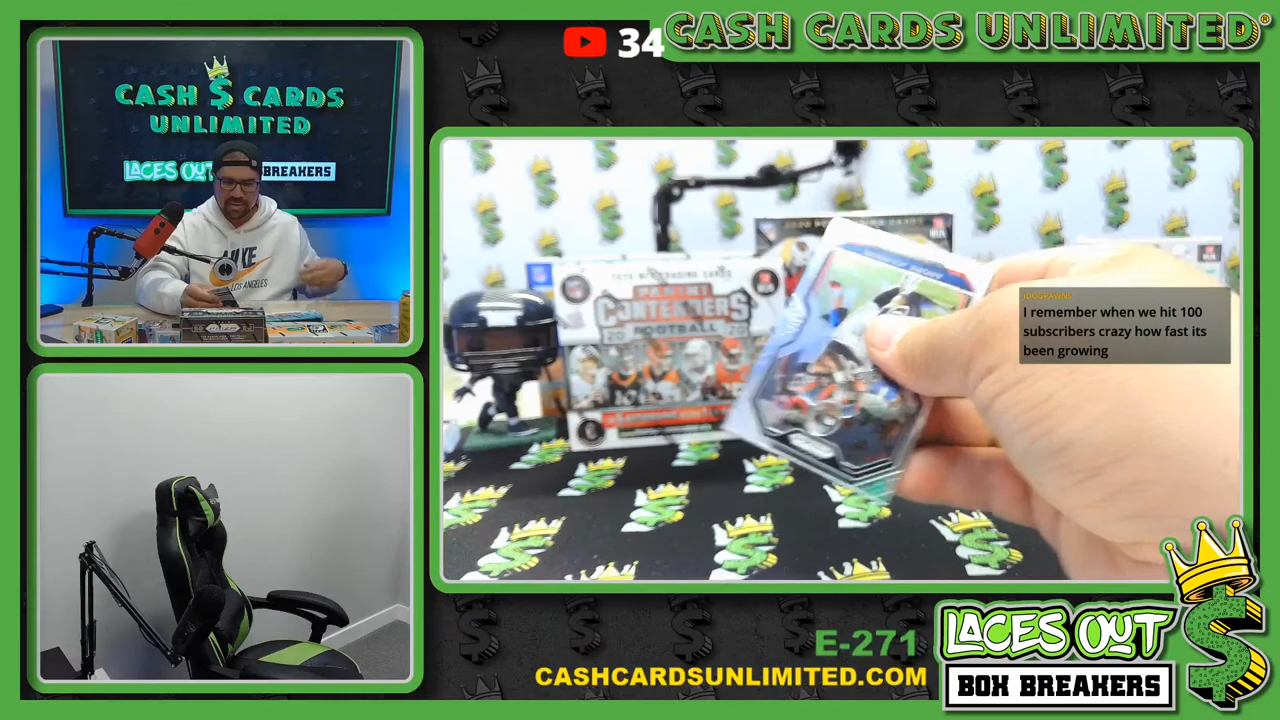 34
CASH CARDS UNLIMITED®
CASH $ CARDS
UNLIMITED
LACES OUT
BREAKERS
NIKE
LOS ANGELES
PANINI
CONTENDERS
FOOTBALL
I remember when we hit 100
subscribers crazy how fast its
been growing
E-271
CASHCARDSUNLIMITED.COM
LACES OUT
BOX BREAKERS